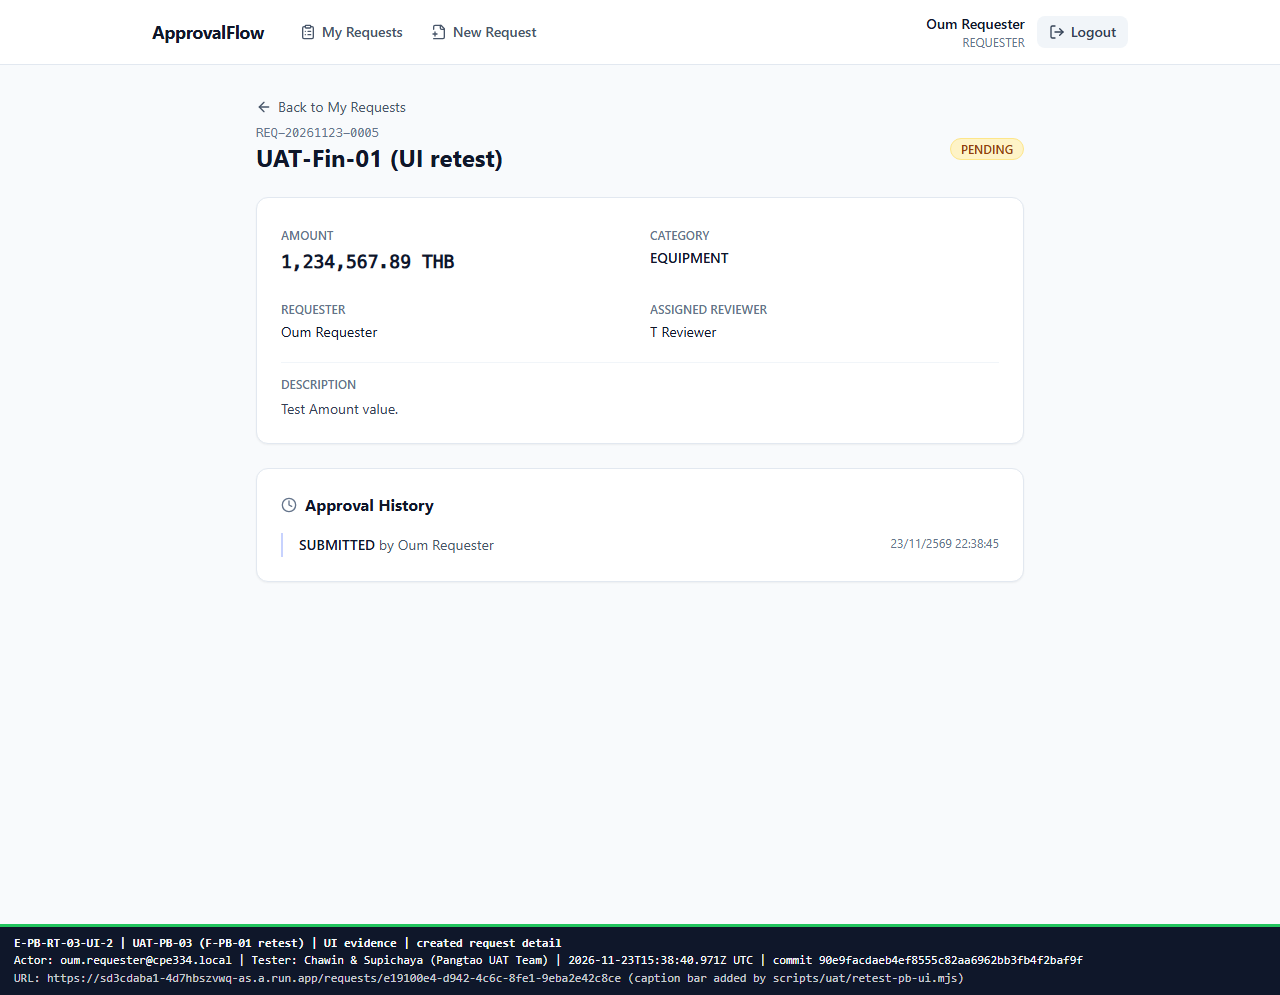 ApprovalFlow
My Requests
New Request
Oum Requester
REQUESTER
Logout
Back to My Requests
REQ-20261123-0005
UAT-Fin-01 (UI retest)
PENDING
AMOUNT
1,234,567.89 THB
CATEGORY
EQUIPMENT
REQUESTER
Oum Requester
ASSIGNED REVIEWER
T Reviewer
DESCRIPTION
Test Amount value.
Approval History
SUBMITTED by Oum Requester
23/11/2569 22:38:45
E-PB-RT-03-UI-2 | UAT-PB-03 (F-PB-01 retest) | UI evidence | created request detail
Actor: oum.requester@cpe334.local | Tester: Chawin & Supichaya (Pangtao UAT Team) | 2026-11-23T15:38:40.971Z UTC | commit 90e9facdaeb4ef8555c82aa6962bb3fb4f2baf9f
URL: https://sd3cdaba1-4d7hbszvwq-as.a.run.app/requests/e19100e4-d942-4c6c-8fe1-9eba2e42c8ce (caption bar added by scripts/uat/retest-pb-ui.mjs)